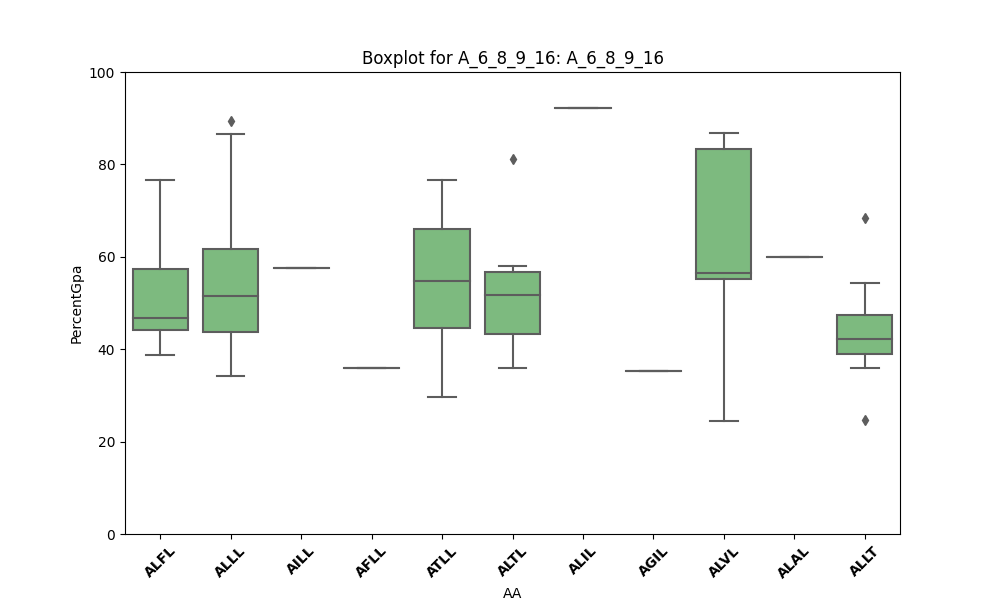 Boxplot for A_6_8_9_16: A_6_8_9_16
100
80
60
40
20
0
PercentGpa
ALFL ALLL AILL AFLL ATLL ALTL ALIL AGIL ALVL ALAL ALLT
AA